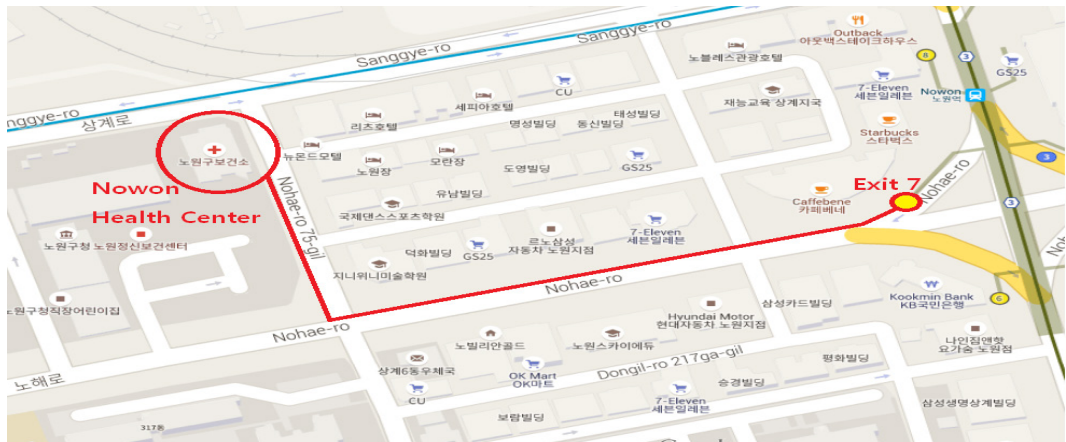 Outback
아웃백스테이크하우스
Sanggye-ro
Sanggye-ro
노블레스관광호텔
8
3
GS25
7-Eleven
세븐일레븐
Nowon
노원역
CU
세피아호텔
재능교육 상계지국
anggye-ro
상계로
리츠호텔
태성빌딩
명성빌딩
동신빌딩
Starbucks
스타벅스
노원구보건소
뉴몬드모텔
노원장
모란장
도영빌딩
GS25
3
Nowon
Health Center
Nohae-ro 75-gil
유남빌딩
Exit 7
Nohae-ro
Caffebene
카페베네
국제댄스스포츠학원
3
노원구청
노원정신보건센터
덕화빌딩
GS25
르노삼성
자동차 노원지점
7-Eleven
세븐일레븐
지니위니미술학원
Nohae-ro
삼성카드빌딩
Kookmin Bank
KB국민은행
6
노원구청직장어린이집
Nohae-ro
Hyundai Motor
현대자동차 노원지점
노빌리안골드
노원스카이에듀
나인짐앤핫
요가숨 노원점
노해로
상계6동우체국
OK Mart
OK마트
Dongil-ro 217ga-gil
평화빌딩
승경빌딩
CU
7-Eleven
세븐일레븐
보람빌딩
삼성생명상계빌딩
317동